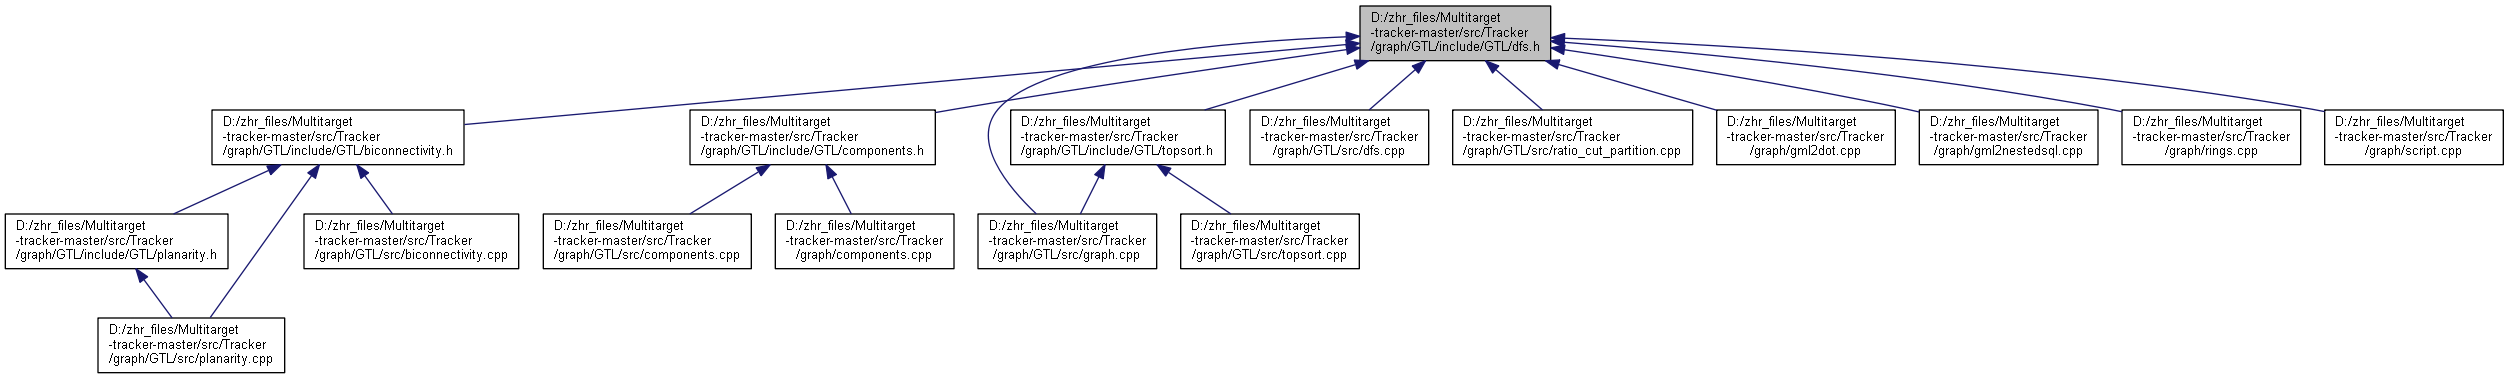 D:/zhr_files/Multitarget
-tracker-master/src/Tracker
/graph/GTL/include/GTL/dfs.h
D:/zhr_files/Multitarget
-tracker-master/src/Tracker
/graph/GTL/include/GTL/biconnectivity.h
D:/zhr_files/Multitarget
-tracker-master/src/Tracker
/graph/GTL/include/GTL/components.h
D:/zhr_files/Multitarget
-tracker-master/src/Tracker
/graph/GTL/include/GTL/topsort.h
D:/zhr_files/Multitarget
-tracker-master/src/Tracker
/graph/GTL/src/dfs.cpp
D:/zhr_files/Multitarget
-tracker-master/src/Tracker
/graph/GTL/src/ratio_cut_partition.cpp
D:/zhr_files/Multitarget
-tracker-master/src/Tracker
/graph/gml2dot.cpp
D:/zhr_files/Multitarget
-tracker-master/src/Tracker
/graph/gml2nestedsql.cpp
D:/zhr_files/Multitarget
-tracker-master/src/Tracker
/graph/rings.cpp
D:/zhr_files/Multitarget
-tracker-master/src/Tracker
/graph/script.cpp
D:/zhr_files/Multitarget
-tracker-master/src/Tracker
/graph/GTL/include/GTL/planarity.h
D:/zhr_files/Multitarget
-tracker-master/src/Tracker
/graph/GTL/src/biconnectivity.cpp
D:/zhr_files/Multitarget
-tracker-master/src/Tracker
/graph/GTL/src/components.cpp
D:/zhr_files/Multitarget
-tracker-master/src/Tracker
/graph/components.cpp
D:/zhr_files/Multitarget
-tracker-master/src/Tracker
/graph/GTL/src/graph.cpp
D:/zhr_files/Multitarget
-tracker-master/src/Tracker
/graph/GTL/src/topsort.cpp
D:/zhr_files/Multitarget
-tracker-master/src/Tracker
/graph/GTL/src/planarity.cpp